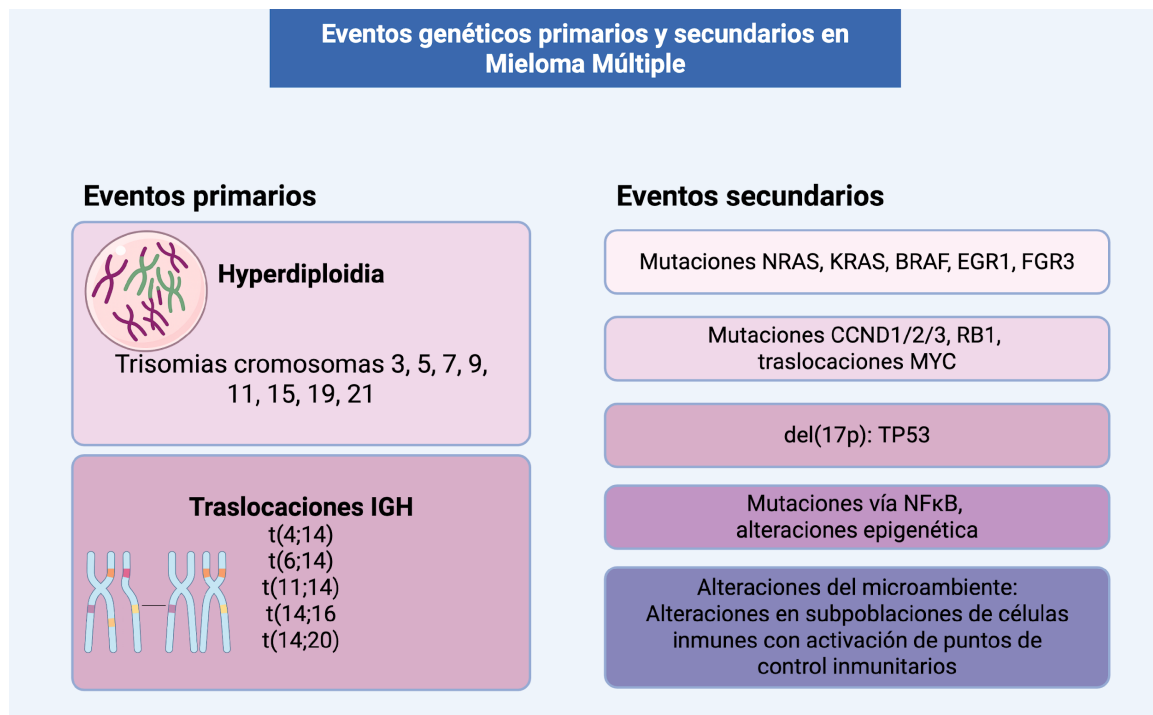 Eventos genéticos primarios y secundarios en
Mieloma Múltiple
Eventos primarios
Hyperdiploidia
Trisomias cromosomas 3, 5, 7, 9,
11, 15, 19, 21
Traslocaciones IGH
t(4;14)
t(6;14)
t(11;14)
t(14;16
t(14;20)
Eventos secundarios
Mutaciones NRAS, KRAS, BRAF, EGR1, FGR3
Mutaciones CCND1/2/3, RB1,
traslocaciones MYC
del(17p): TP53
Mutaciones vía NFκB,
alteraciones epigenética
Alteraciones del microambiente:
Alteraciones en subpoblaciones de células
inmunes con activación de puntos de
control inmunitarios